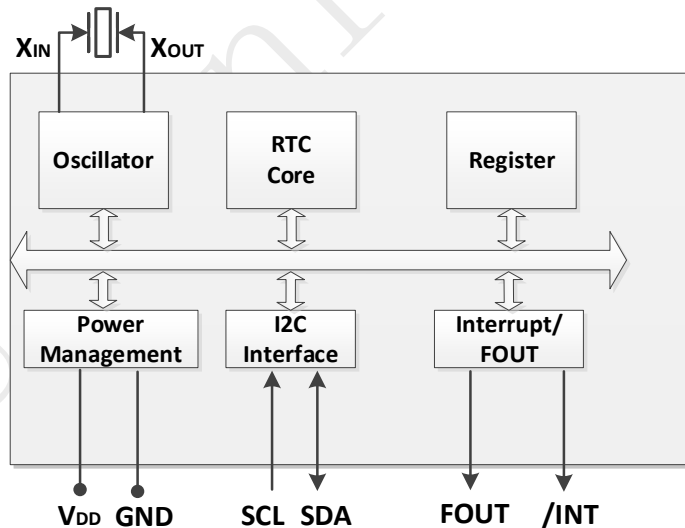 XIN XOUT
Oscillator
RTC
Core
Register
Power
Management
I2C
Interface
Interrupt/
FOUT
VDD GND SCL SDA FOUT /INT